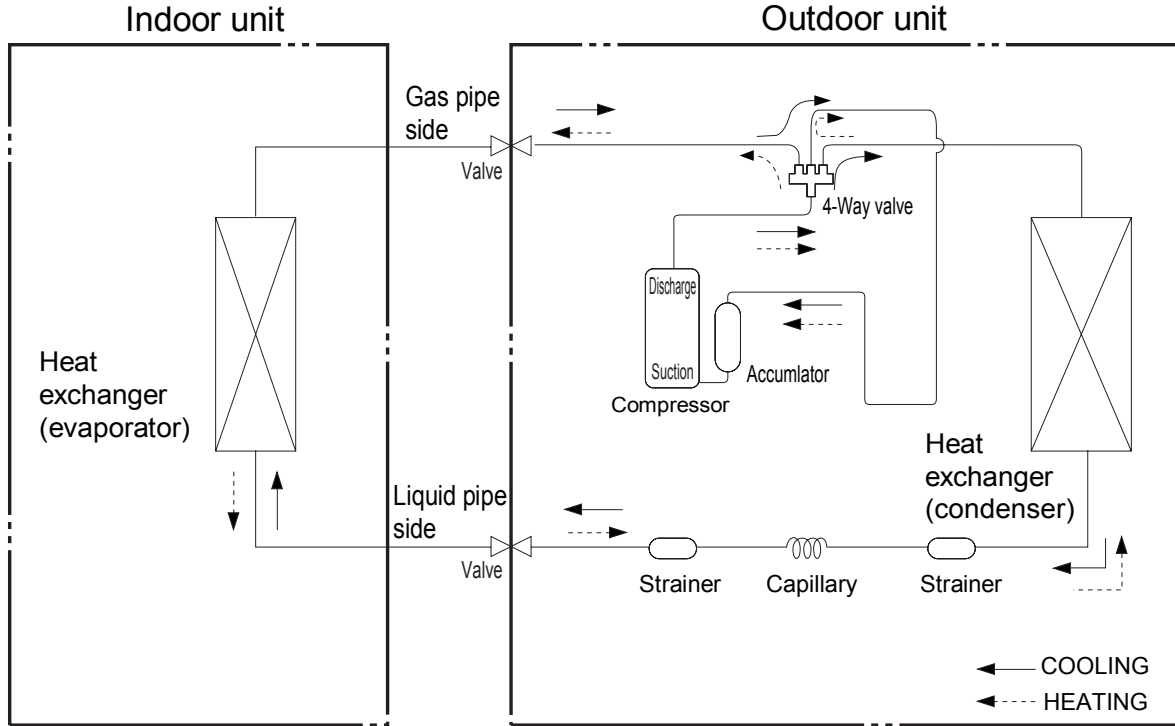 Indoor unit
Outdoor unit
Gas pipe
side
Valve
4-Way valve
Discharge
Suction
Compressor
Accumlator
Heat
exchanger
(evaporator)
Heat
exchanger
(condenser)
Liquid pipe
side
Valve
Strainer
Capillary
Strainer
COOLING
HEATING